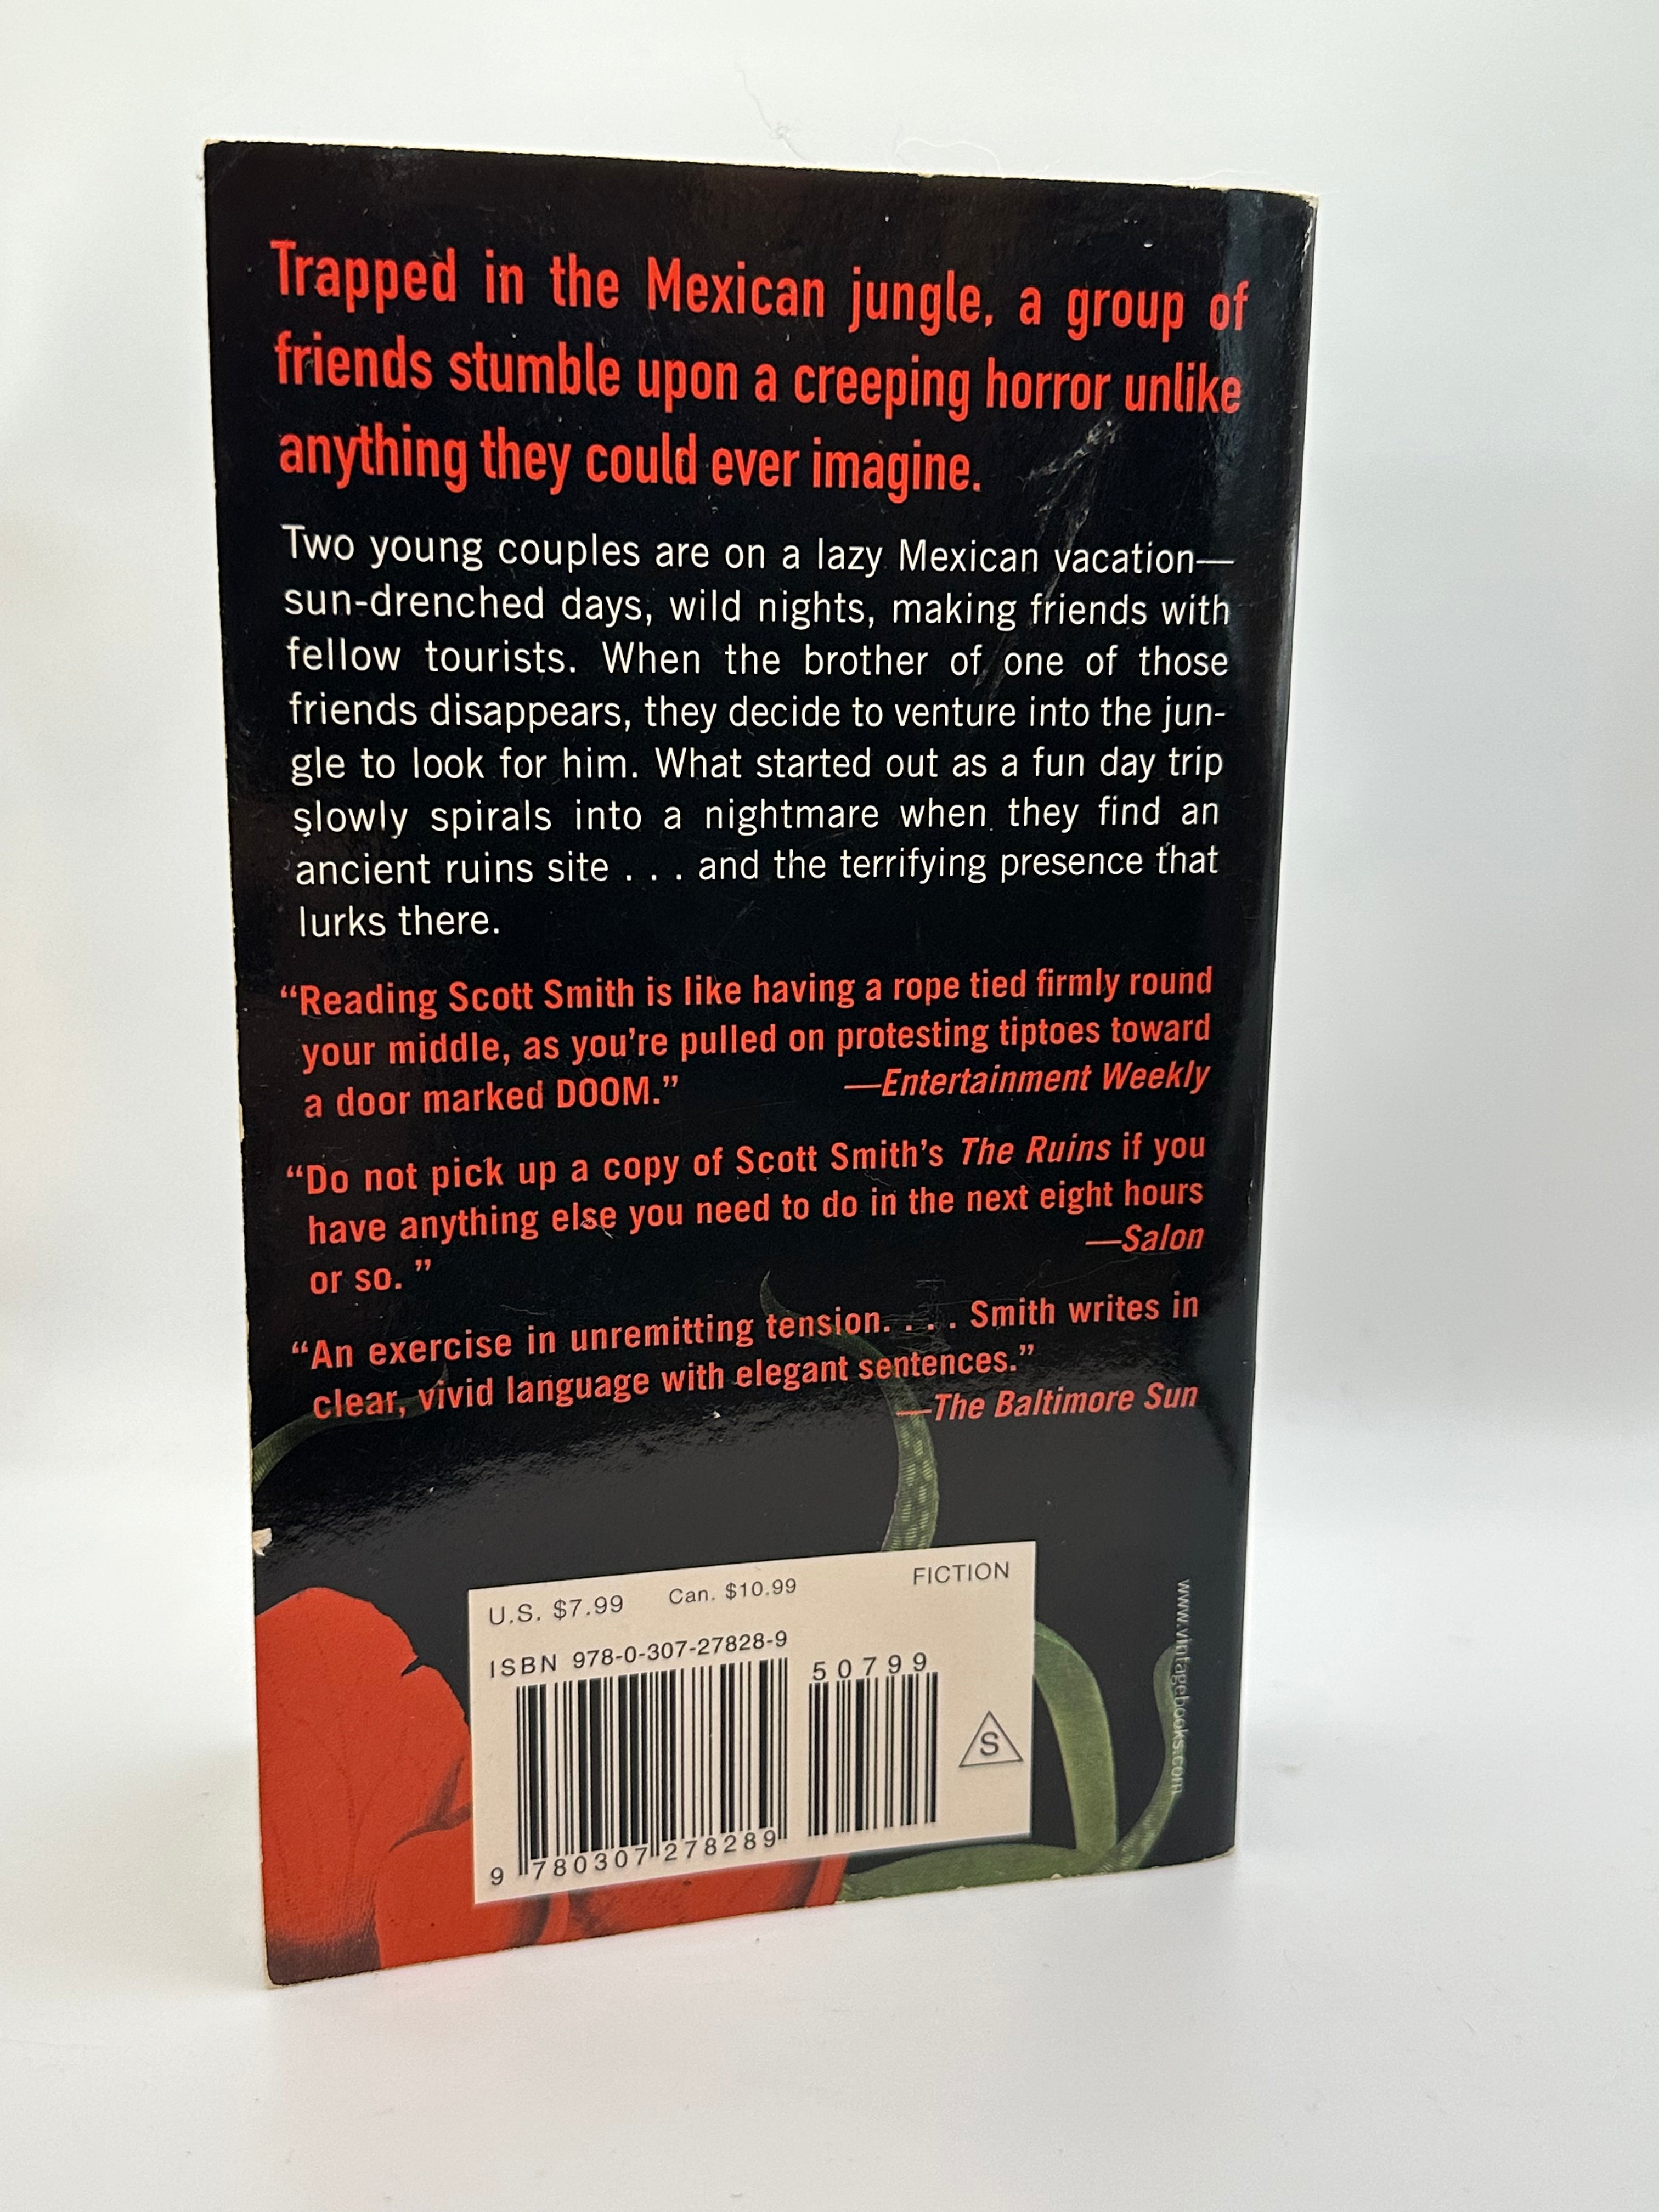 Trapped in the Mexican jungle, a group of
friends stumble upon a creeping horror unlike
anything they could ever imagine.
Two young couples are on a lazy Mexican vacation—
sun-drenched days, wild nights, making friends with
fellow tourists. When the brother of one of those
friends disappears, they decide to venture into the jun-
gle to look for him. What started out as a fun day trip
slowly spirals into a nightmare when they find an
ancient ruins site . . . and the terrifying presence that
lurks there.
“Reading Scott Smith is like having a rope tied firmly round
your middle, as you’re pulled on protesting tiptoes toward
a door marked DOOM.” —Entertainment Weekly
“Do not pick up a copy of Scott Smith’s The Ruins if you
have anything else you need to do in the next eight hours
or so. ” —Salon
“An exercise in unremitting tension. . . . Smith writes in
clear, vivid language with elegant sentences.”
—The Baltimore Sun
U.S. $7.99 Can. $10.99 FICTION
ISBN 978-0-307-27828-9
50799
S
9 780307 278289
www.vintagebooks.com